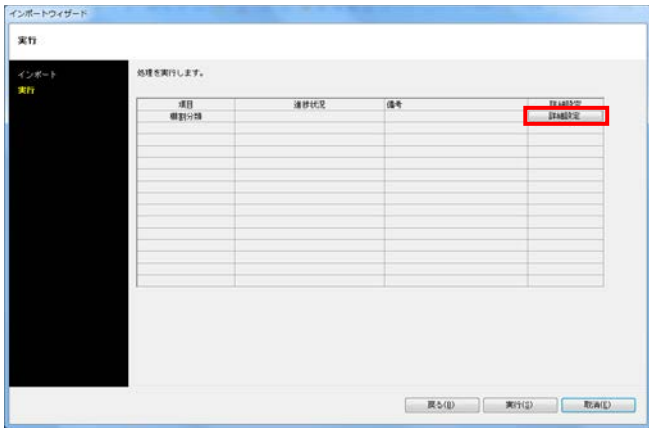 インポートウィザード
実行
インポート
実行
処理を実行します。
項目 進捗状況 備考 詳細設定
棚割分類 詳細設定
戻る(B) 実行(S) 取消(E)